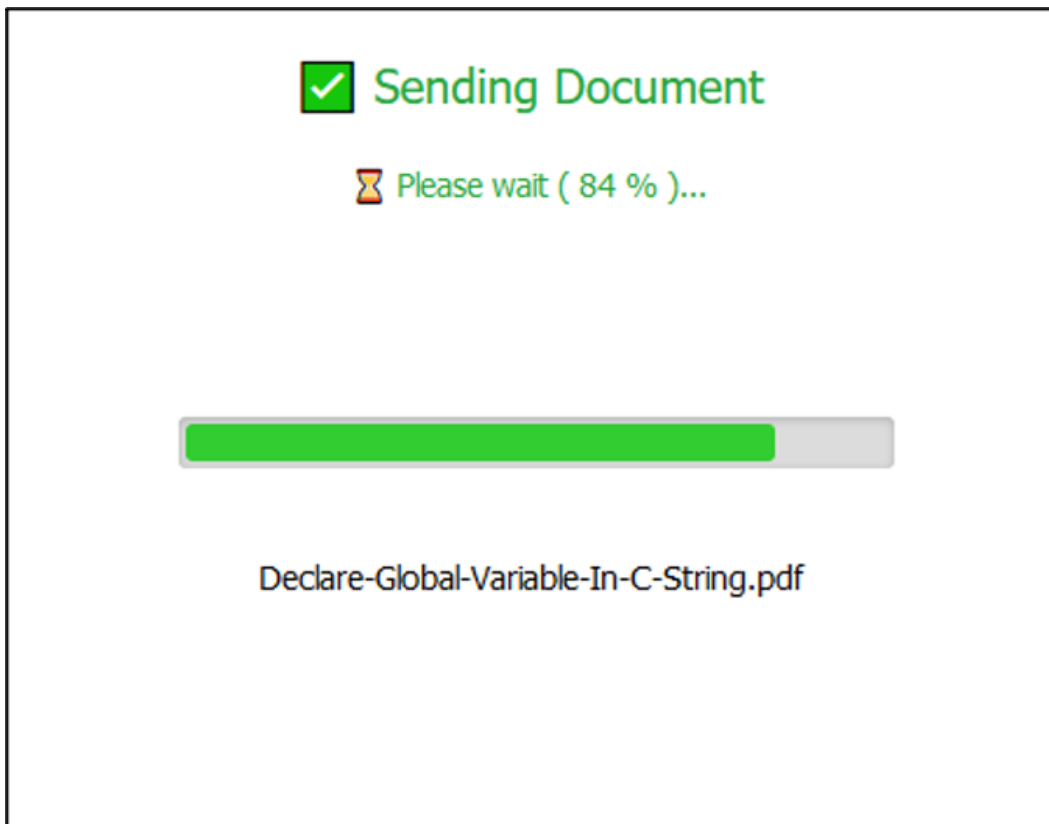 Sending Document
Please wait ( 84 % )...
Declare-Global-Variable-In-C-String.pdf